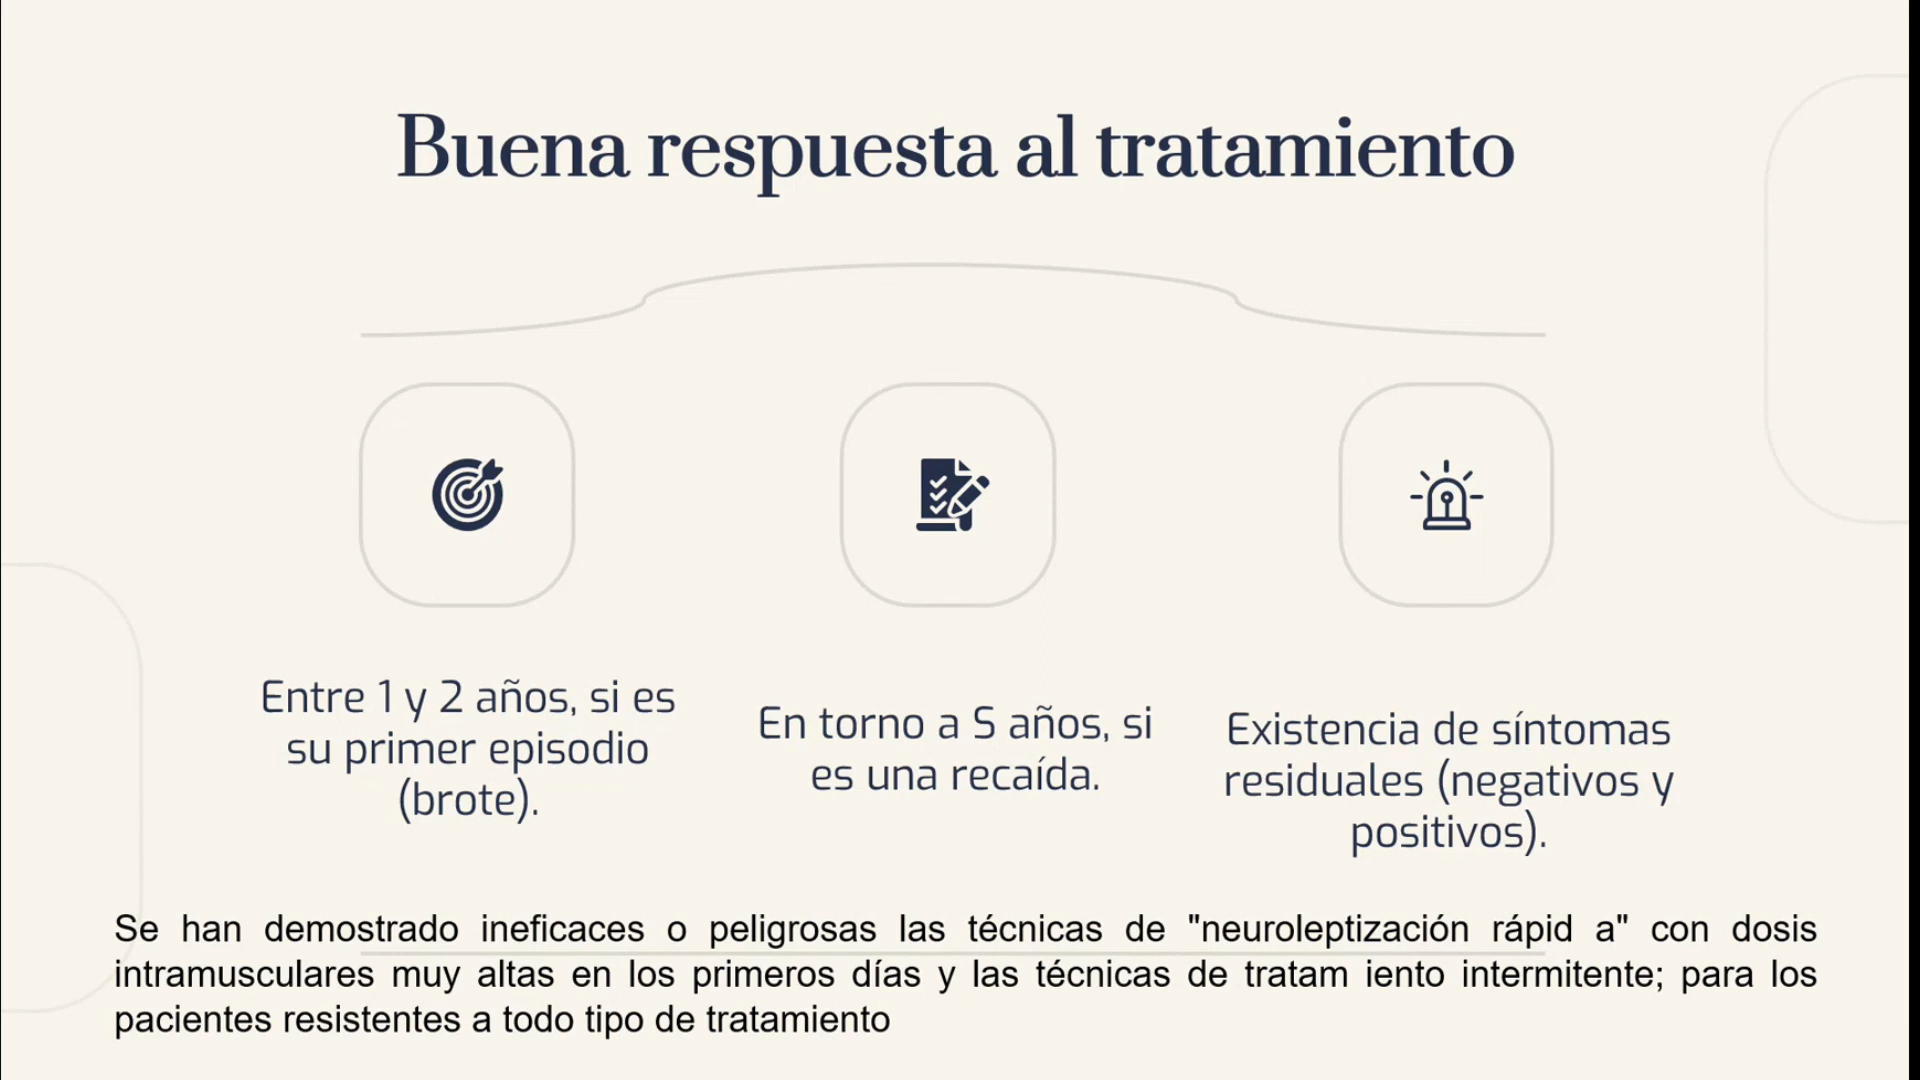 Buena respuesta al tratamiento
Entre 1 y 2 años, si es
su primer episodio
(brote).
En torno a S años, si
es una recaída.
Existencia de síntomas
residuales (negativos y
positivos).
Se han demostrado ineficaces o peligrosas las técnicas de "neuroleptización rápid a" con dosis
intramusculares muy altas en los primeros días y las técnicas de tratam iento intermitente; para los
pacientes resistentes a todo tipo de tratamiento